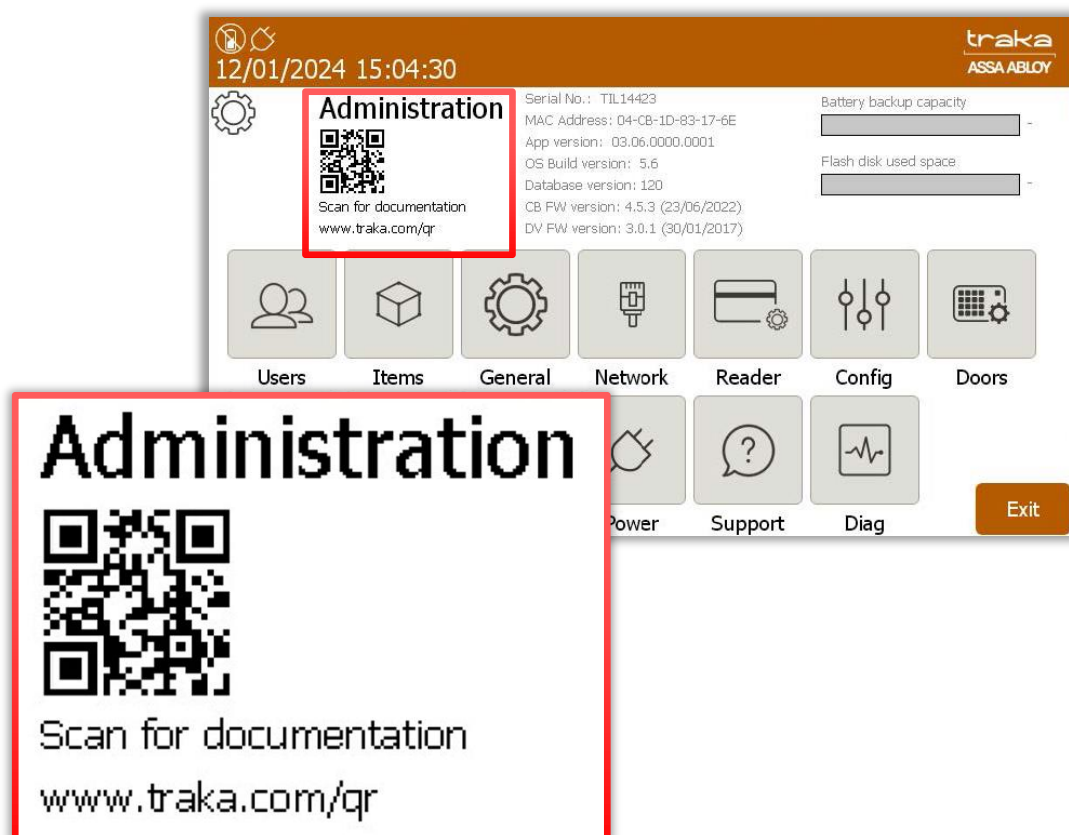 12/01/2024 15:04:30
traka
ASSA ABLOY
Administration
Scan for documentation
www.traka.com/qr
Serial No.: TIL14423
MAC Address: 04-CB-1D-83-17-6E
App version: 03.06.0000.0001
OS Build version: 5.6
Database version: 120
CB FW version: 4.5.3 (23/06/2022)
DV FW version: 3.0.1 (30/01/2017)
Battery backup capacity
-
Flash disk used space
-
Users Items General Network Reader Config Doors
Power Support Diag
Exit
Administration
Scan for documentation
www.traka.com/qr